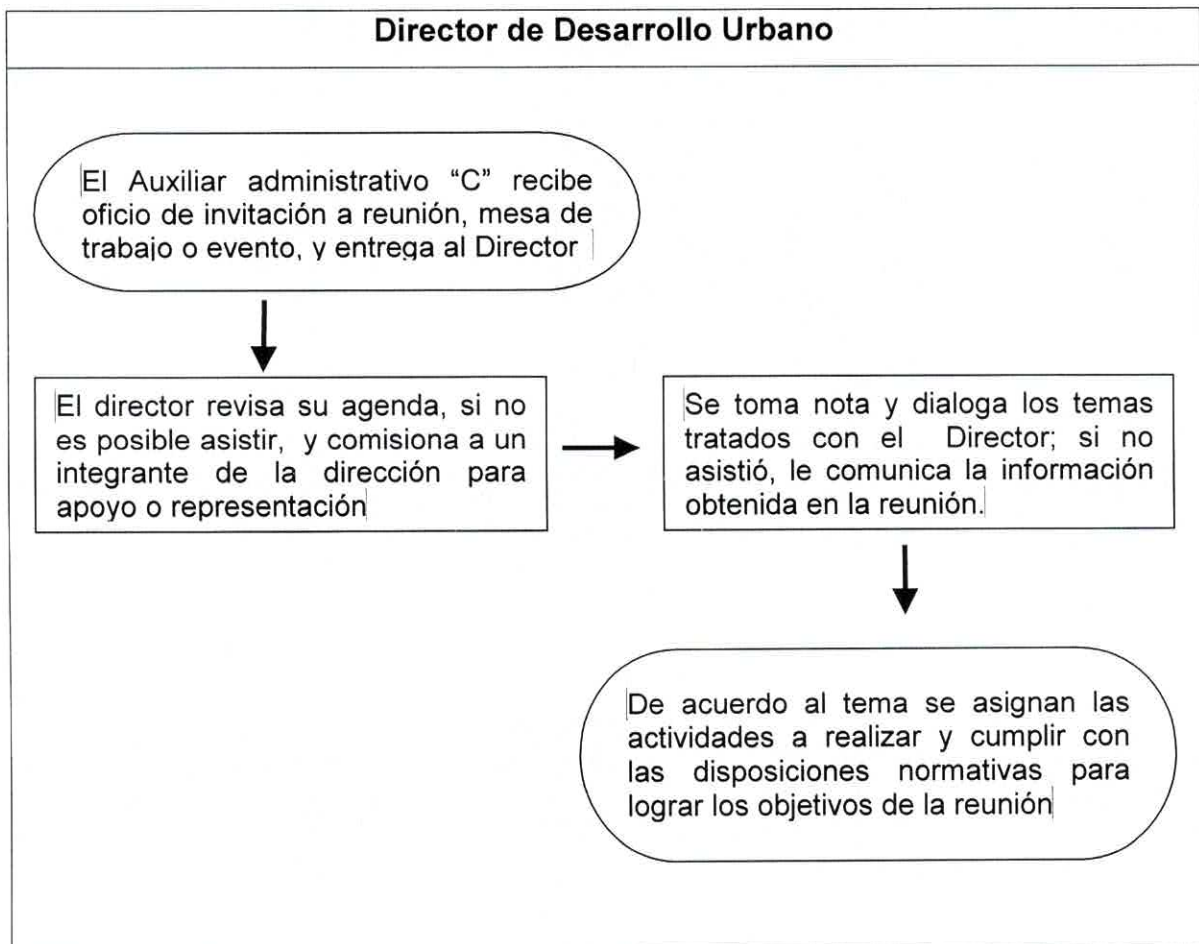 Director de Desarrollo Urbano
El Auxiliar administrativo “C” recibe
oficio de invitación a reunión, mesa de
trabajo o evento, y entrega al Director
El director revisa su agenda, si no
es posible asistir, y comisiona a un
integrante de la dirección para
apoyo o representación
Se toma nota y dialoga los temas
tratados con el Director; si no
asistió, le comunica la información
obtenida en la reunión.
De acuerdo al tema se asignan las
actividades a realizar y cumplir con
las disposiciones normativas para
lograr los objetivos de la reunión